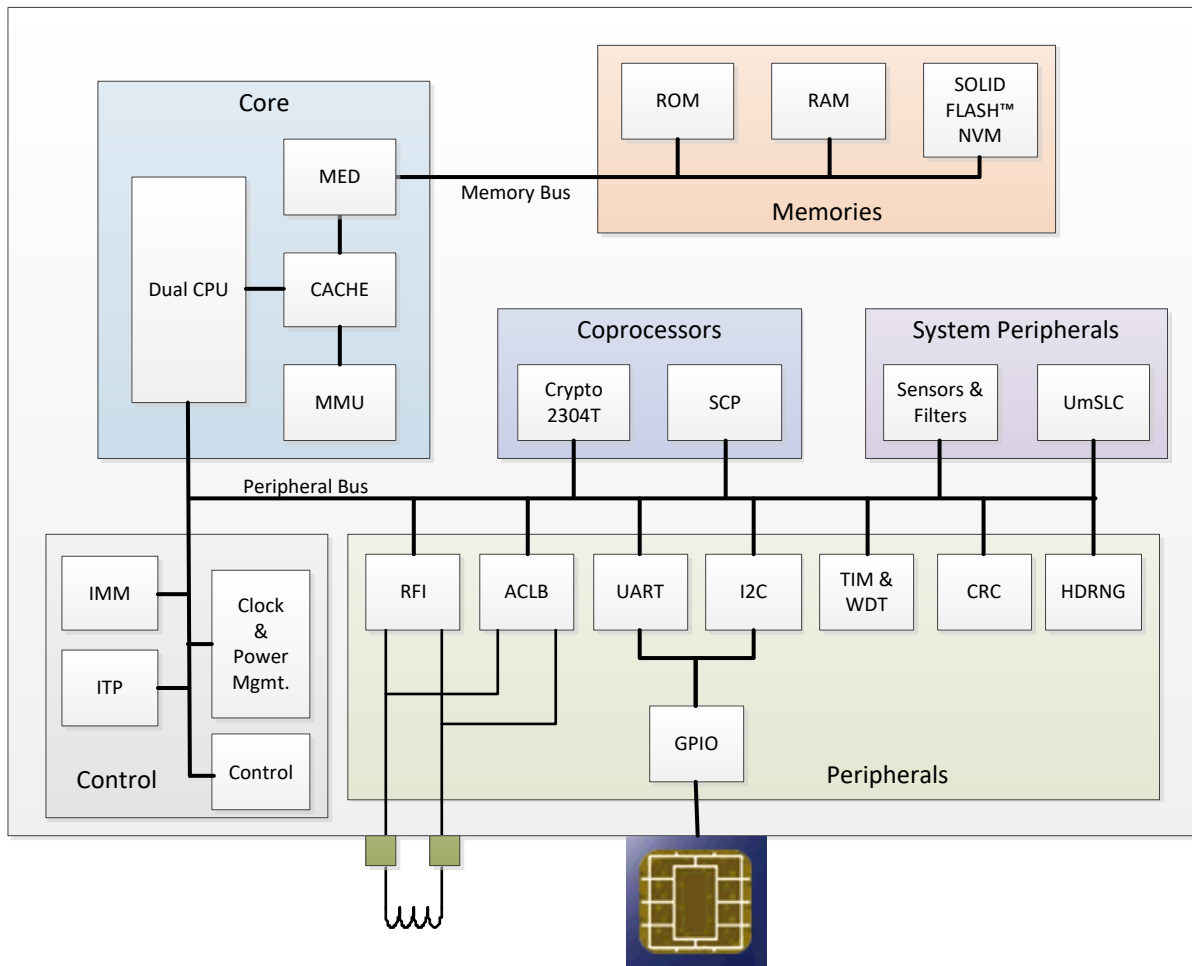 Core
MED
Dual CPU
CACHE
MMU
Memory Bus
ROM
RAM
SOLID
FLASH™
NVM
Memories
Coprocessors
Crypto
2304T
SCP
System Peripherals
Sensors &
Filters
UmSLC
Peripheral Bus
IMM
Clock
&
Power
Mgmt.
ITP
Control
Control
RFI
ACLB
UART
I2C
TIM &
WDT
CRC
HDRNG
GPIO
Peripherals